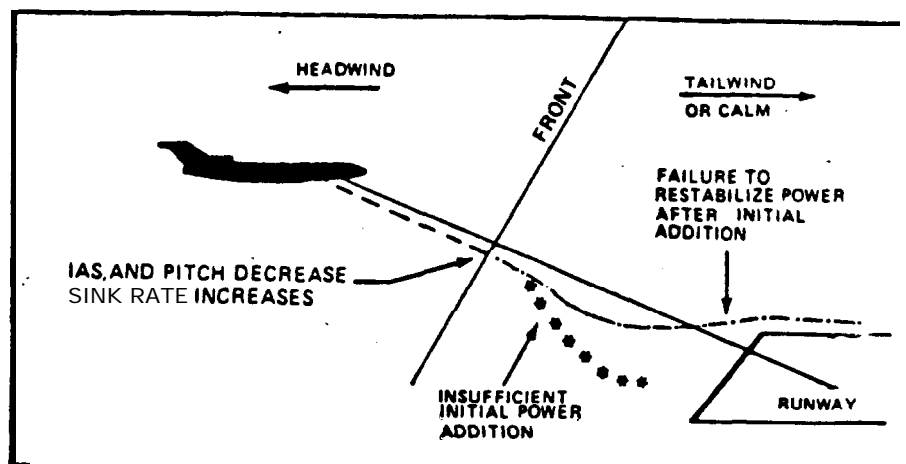 HEADWIND
TAILWIND
OR CALM
FRONT
FAILURE TO
RESTABILIZE POWER
AFTER INITIAL
ADDITION
IAS, AND PITCH DECREASE
SINK RATE INCREASES
INSUFFICIENT
INITIAL POWER
ADDITION
RUNWAY